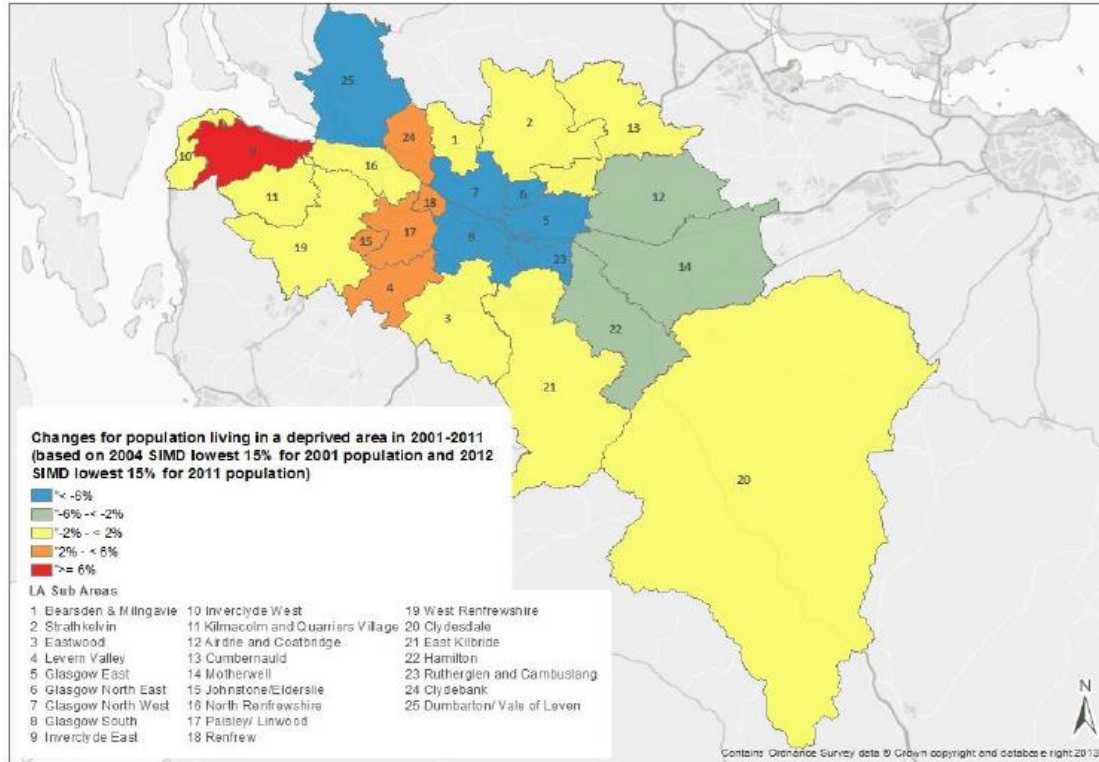 25
24
1
2
13
10
9
16
12
7
6
11
18
5
17
15
8
19
23
14
4
3
22
21
20
Changes for population living in a deprived area in 2001-2011
(based on 2004 SIMD lowest 15% for 2001 population and 2012
SIMD lowest 15% for 2011 population)
"< -6%
"-6% -< -2%
"-2% - < 2%
"2% - < 6%
">= 6%
LA Sub Areas
1 Bearsden & Milngavie 10 Inverclyde West 19 West Renfrewshire
2 Strathkelvin 11 Kilmacolm and Quarriers Village 20 Clydesdale
3 Eastwood 12 Airdrie and Coatbridge 21 East Kilbride
4 Levern Valley 13 Cumbernauld 22 Hamilton
5 Glasgow East 14 Motherwell 23 Rutherglen and Cambuslang
6 Glasgow North East 15 Johnstone/Elderslie 24 Clydebank
7 Glasgow North West 16 North Renfrewshire 25 Dumbarton/ Vale of Leven
8 Glasgow South 17 Paisley/ Linwood
9 Inverclyde East 18 Renfrew
N
Contains Ordnance Survey data © Crown copyright and database right 2013